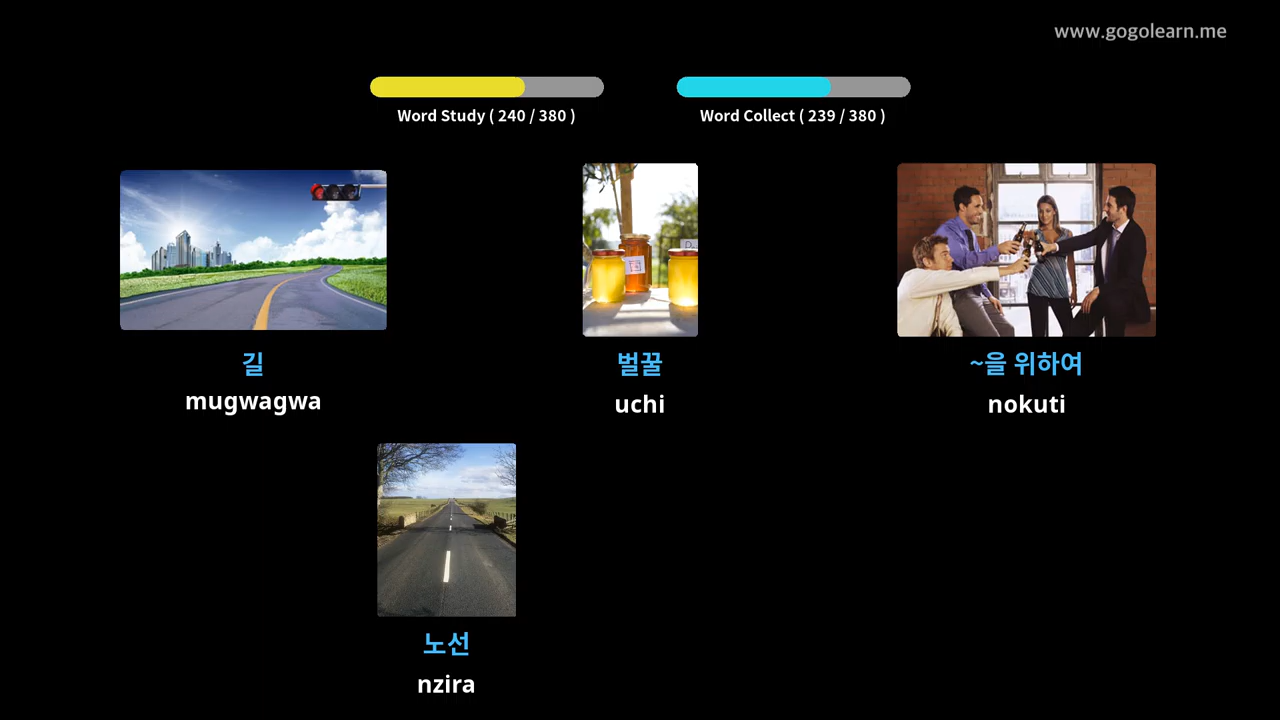 www.gogolearn.me
Word Study ( 240 / 380 )
Word Collect ( 239 / 380 )
길
mugwagwa
벌꿀
uchi
~을 위하여
nokuti
노선
nzira